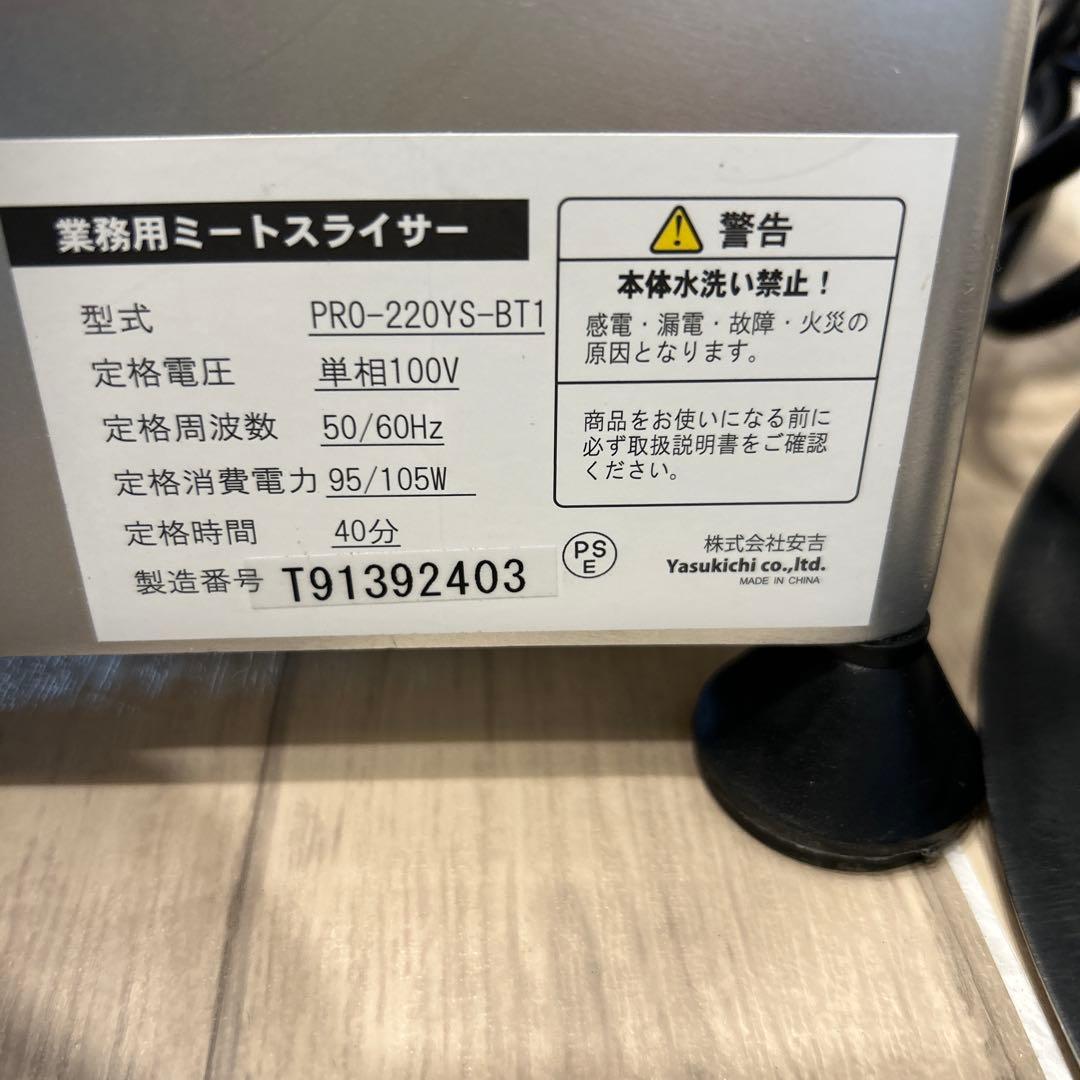 業務用ミートスライサー
型式 PRO-220YS-BT1
定格電圧 単相100V
定格周波数 50/60Hz
定格消費電力 95/105W
定格時間 40分
製造番号 T91392403
警告
本体水洗い禁止！
感電・漏電・故障・火災の
原因となります。
商品をお使いになる前に
必ず取扱説明書をご確認
ください。
PS
E
株式会社安吉
Yasukichi co.,ltd.
MADE IN CHINA